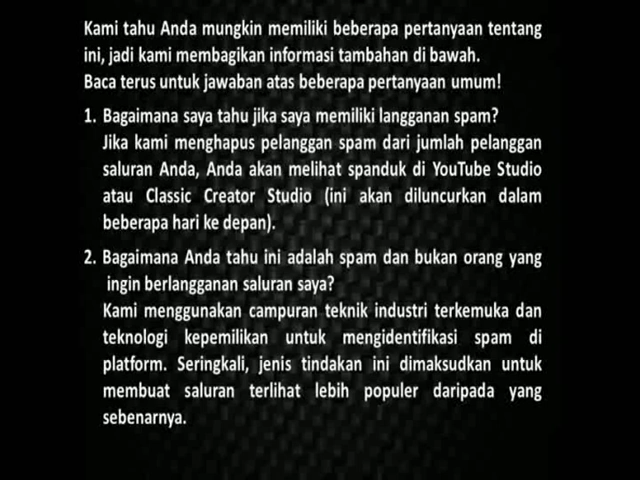 Kami tahu Anda mungkin memiliki beberapa pertanyaan tentang
ini, jadi kami membagikan informasi tambahan di bawah.
Baca terus untuk jawaban atas beberapa pertanyaan umum!
1. Bagaimana saya tahu jika saya memiliki langganan spam?
Jika kami menghapus pelanggan spam dari jumlah pelanggan
saluran Anda, Anda akan melihat spanduk di YouTube Studio
atau Classic Creator Studio (ini akan diluncurkan dalam
beberapa hari ke depan).
2. Bagaimana Anda tahu ini adalah spam dan bukan orang yang
ingin berlangganan saluran saya?
Kami menggunakan campuran teknik industri terkemuka dan
teknologi kepemilikan untuk mengidentifikasi spam di
platform. Seringkali, jenis tindakan ini dimaksudkan untuk
membuat saluran terlihat lebih populer daripada yang
sebenarnya.